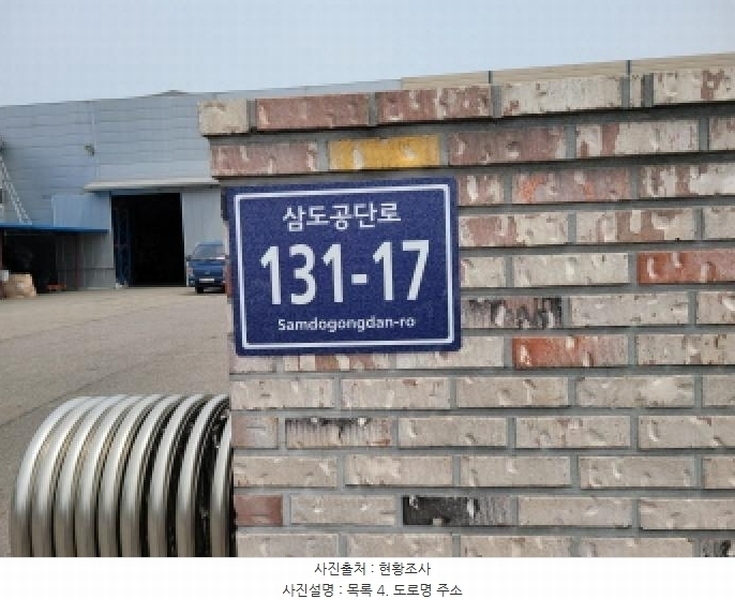 삼도공단로
131-17
Samdogongdan-ro
사진출처 : 현황조사
사진설명 : 목록 4. 도로명 주소